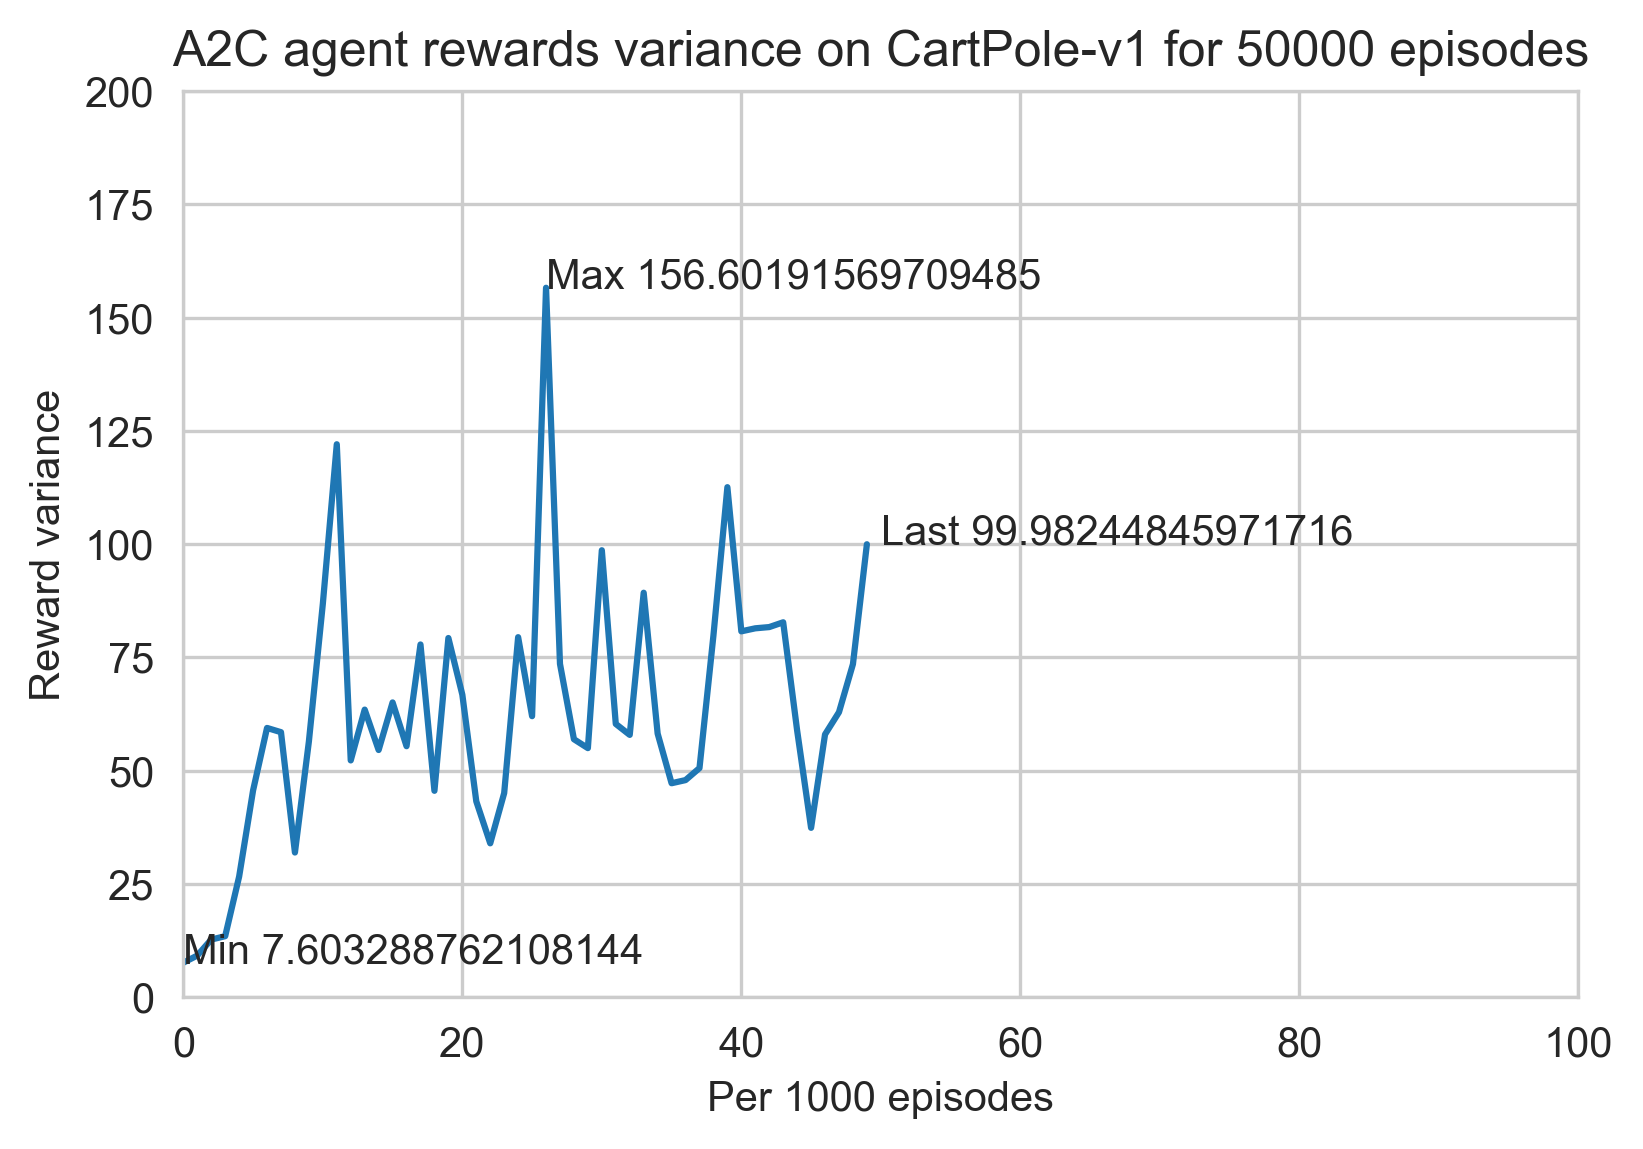 A2C agent rewards variance on CartPole-v1 for 50000 episodes
200
175
150
125
100
75
50
25
0
Reward variance
Max 156.60191569709485
Last 99.98244845971716
Min 7.603288762108144
0 20 40 60 80 100
Per 1000 episodes